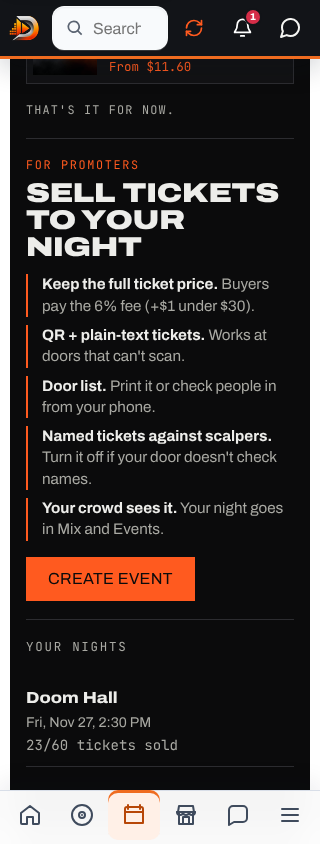 Search
1
From $11.60
THAT'S IT FOR NOW.
FOR PROMOTERS
SELL TICKETS
TO YOUR
NIGHT
Keep the full ticket price. Buyers
pay the 6% fee (+$1 under $30).
QR + plain-text tickets. Works at
doors that can't scan.
Door list. Print it or check people in
from your phone.
Named tickets against scalpers.
Turn it off if your door doesn't check
names.
Your crowd sees it. Your night goes
in Mix and Events.
CREATE EVENT
YOUR NIGHTS
Doom Hall
Fri, Nov 27, 2:30 PM
23/60 tickets sold